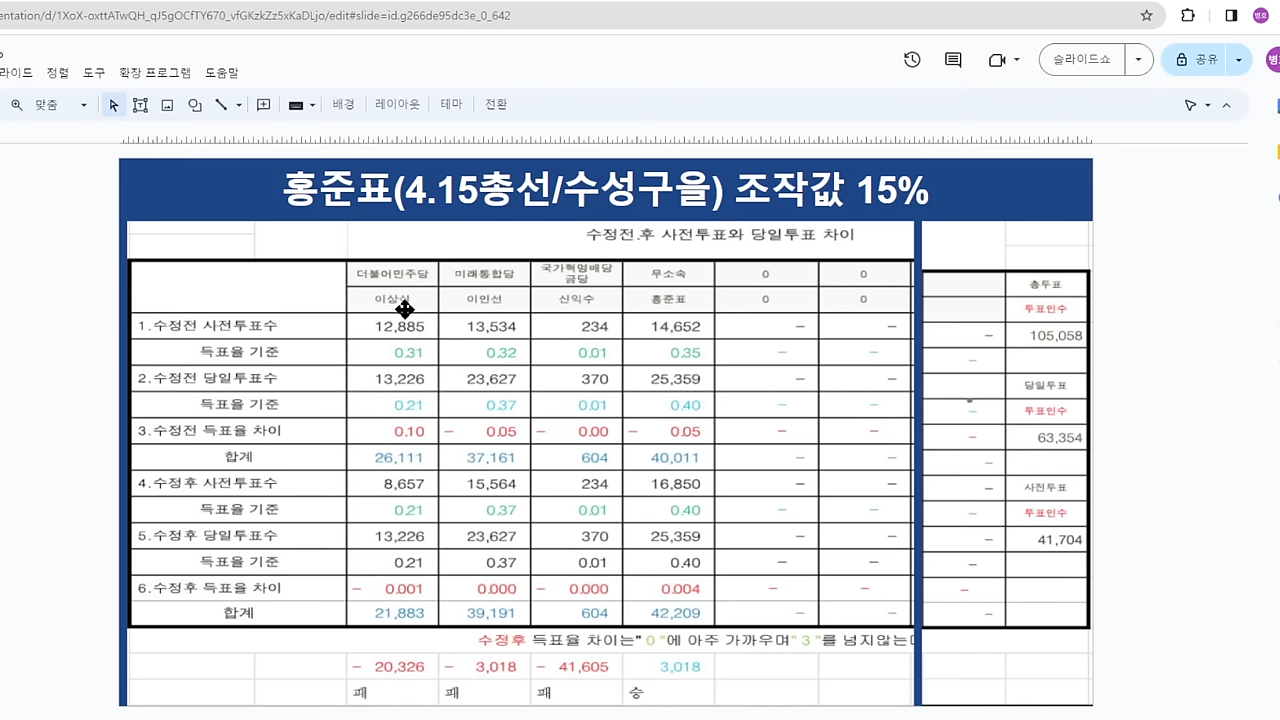 entation/d/1XoX-oxttATwQH_qJ5gOCfTY670_vfGKzkZz5xKaDLjo/edit#slide=id.g266de95dc3e_0_642
병호
라이드 정렬 도구 확장 프로그램 도움말
슬라이드쇼 공유
맞춤 배경 레이아웃 테마 전환
홍준표(4.15총선/수성구을) 조작값 15%
수정전.후 사전투표와 당일투표 차이
더불어민주당 미래통합당 국가혁명배당금당 무소속 0 0
이상식 이인선 신익수 홍준표 0 0
1.수정전 사전투표수 12,885 13,534 234 14,652 – –
득표율 기준 0.31 0.32 0.01 0.35 – –
2.수정전 당일투표수 13,226 23,627 370 25,359 – –
득표율 기준 0.21 0.37 0.01 0.40 – –
3.수정전 득표율 차이 0.10 – 0.05 – 0.00 – 0.05 – –
합계 26,111 37,161 604 40,011 – –
4.수정후 사전투표수 8,657 15,564 234 16,850 – –
득표율 기준 0.21 0.37 0.01 0.40 – –
5.수정후 당일투표수 13,226 23,627 370 25,359 – –
득표율 기준 0.21 0.37 0.01 0.40 – –
6.수정후 득표율 차이 – 0.001 0.000 – 0.000 0.004 – –
합계 21,883 39,191 604 42,209 – –
수정후 득표율 차이는" 0 "에 아주 가까우며" 3 "를 넘지않는
– 20,326 – 3,018 – 41,605 3,018
패 패 패 승
총투표
투표인수
– 105,058
–
당일투표
– 투표인수
– 63,354
–
– 사전투표
– 투표인수
– 41,704
–
–
–